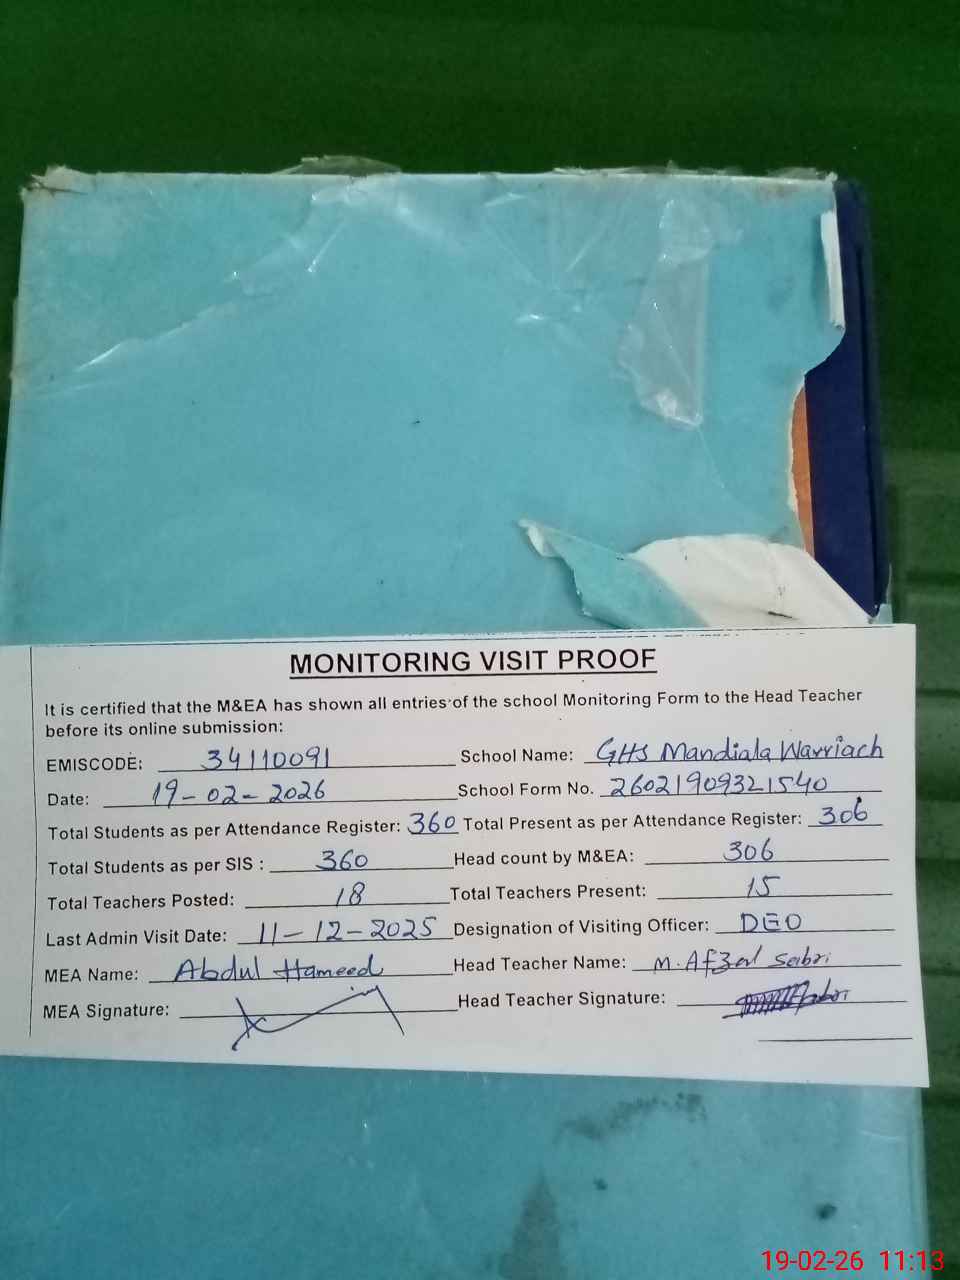 MONITORING VISIT PROOF
It is certified that the M&EA has shown all entries of the school Monitoring Form to the Head Teacher
before its online submission:
EMISCODE: 34110091 School Name: GHS Mandiala Warriach
Date: 19-02-2026 School Form No. 26021909321540
Total Students as per Attendance Register: 360 Total Present as per Attendance Register: 306
Total Students as per SIS : 360 Head count by M&EA: 306
Total Teachers Posted: 18 Total Teachers Present: 15
Last Admin Visit Date: 11-12-2025 Designation of Visiting Officer: DEO
MEA Name: Abdul Hameed Head Teacher Name: M. Afzal Sabri
MEA Signature: Head Teacher Signature:
19-02-26 11:13